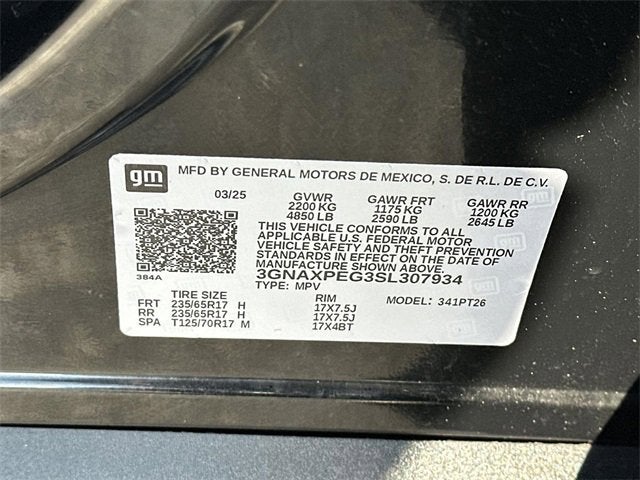 gm MFD BY GENERAL MOTORS DE MEXICO, S. DE R.L. DE C.V.
03/25 GVWR GAWR FRT GAWR RR
2200 KG 1175 KG 1200 KG
4850 LB 2590 LB 2645 LB
THIS VEHICLE CONFORMS TO ALL
APPLICABLE U.S. FEDERAL MOTOR
VEHICLE SAFETY AND THEFT PREVENTION
STANDARDS IN EFFECT ON THE DATE OF
MANUFACTURE SHOWN ABOVE.
3GNAXPEG3SL307934
384A
TYPE: MPV
TIRE SIZE RIM MODEL: 341PT26
FRT 235/65R17 H 17X7.5J
RR 235/65R17 H 17X7.5J
SPA T125/70R17 M 17X4BT